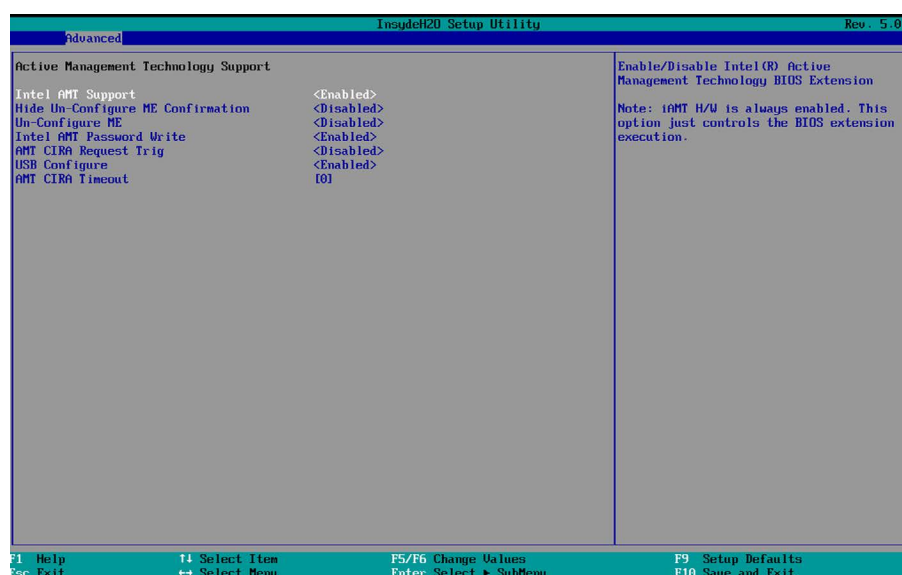 InsydeH2O Setup Utility Rev. 5.0
Advanced
Active Management Technology Support
Intel AMT Support <Enabled>
Hide Un-Configure ME Confirmation <Disabled>
Un-Configure ME <Disabled>
Intel AMT Password Write <Enabled>
AMT CIRA Request Trig <Disabled>
USB Configure <Enabled>
AMT CIRA Timeout [0]
Enable/Disable Intel(R) Active
Management Technology BIOS Extension
Note: iAMT H/W is always enabled. This
option just controls the BIOS extension
execution.
F1 Help ↑↓ Select Item F5/F6 Change Values F9 Setup Defaults
Esc Exit ↔ Select Menu Enter Select ► SubMenu F10 Save and Exit